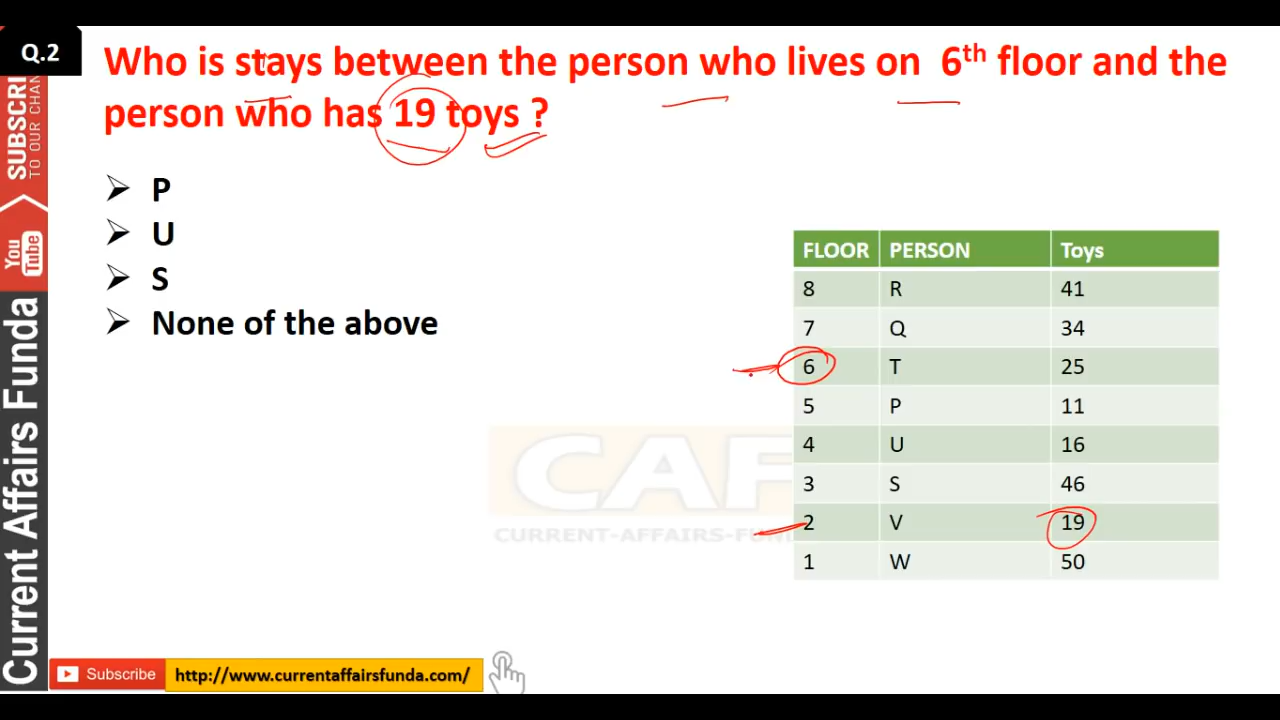 Q.2
Who is stays between the person who lives on 6th floor and the
person who has 19 toys ?
P
U
S
None of the above
FLOOR PERSON Toys
8 R 41
7 Q 34
6 T 25
5 P 11
4 U 16
3 S 46
2 V 19
1 W 50
CAF
CURRENT-AFFAIRS-FUND
SUBSCRI
TO OUR CHAN
You
Tube
Current Affairs Funda
Subscribe
http://www.currentaffairsfunda.com/